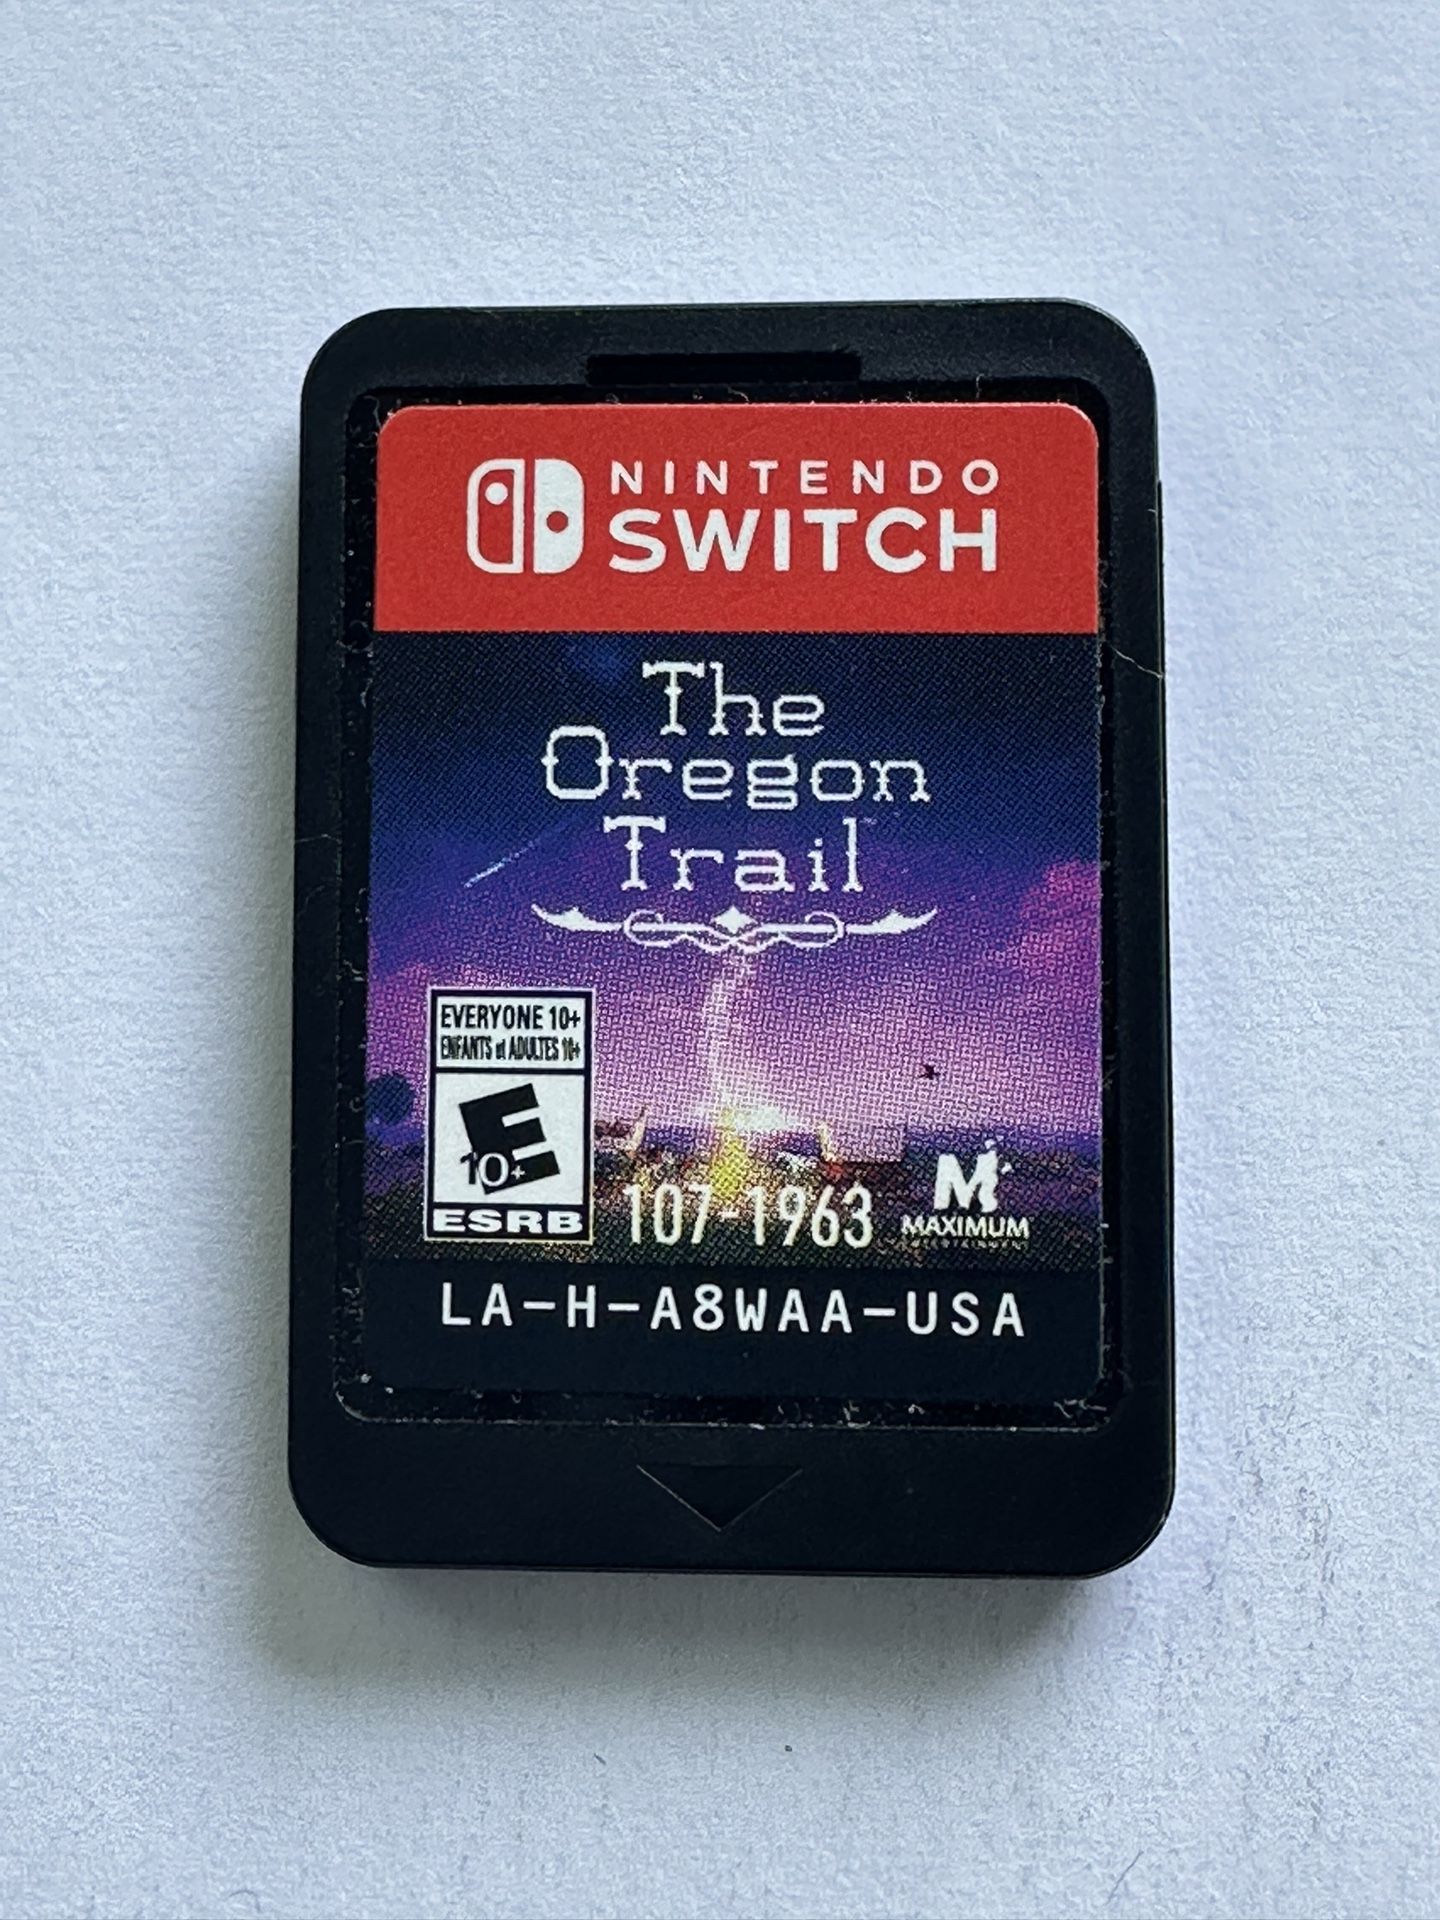 NINTENDO
SWITCH
The
Oregon
Trail
EVERYONE 10+
ENFANTS et ADULTES 10+
E
10+
ESRB
107-1963
M
MAXIMUM
ENTERTAINMENT
LA-H-A8WAA-USA